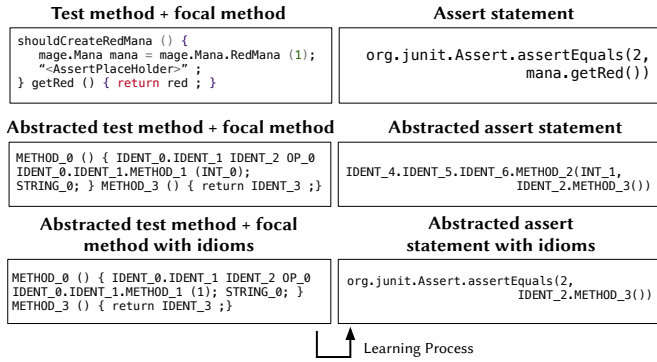 Test method + focal method
Assert statement
shouldCreateRedMana () {
mage.Mana mana = mage.Mana.RedMana (1);
“<AssertPlaceHolder>” ;
} getRed () { return red ; }
org.junit.Assert.assertEquals(2,
mana.getRed())
Abstracted test method + focal method
Abstracted assert statement
METHOD_0 () { IDENT_0.IDENT_1 IDENT_2 OP_0
IDENT_0.IDENT_1.METHOD_1 (INT_0);
STRING_0; } METHOD_3 () { return IDENT_3 ;}
IDENT_4.IDENT_5.IDENT_6.METHOD_2(INT_1,
IDENT_2.METHOD_3())
Abstracted test method +
focal method with idioms
Abstracted assert
statement with idioms
METHOD_0 () { IDENT_0.IDENT_1 IDENT_2 OP_0
IDENT_0.IDENT_1.METHOD_1 (1); STRING_0; }
METHOD_3 () { return IDENT_3 ;}
org.junit.Assert.assertEquals(2,
IDENT_2.METHOD_3())
Learning Process